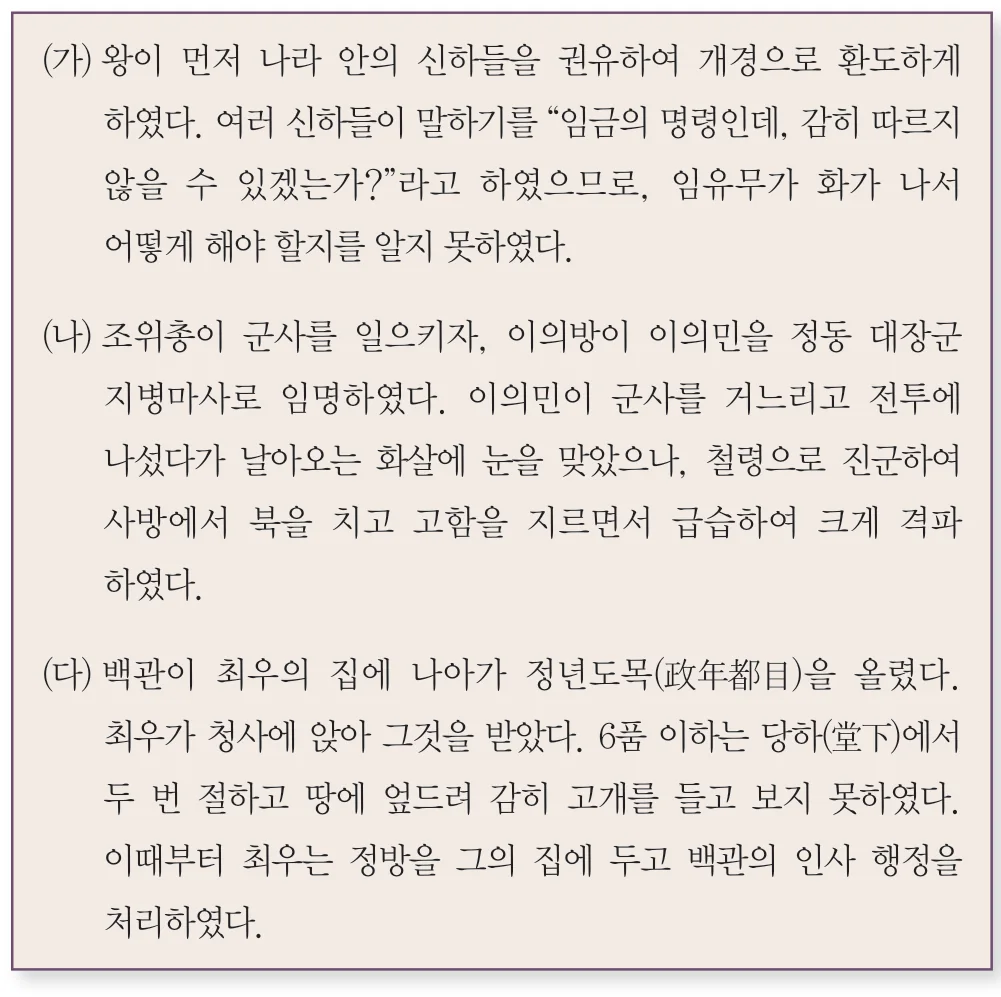 (가) 왕이 먼저 나라 안의 신하들을 권유하여 개경으로 환도하게
하였다. 여러 신하들이 말하기를 “임금의 명령인데, 감히 따르지
않을 수 있겠는가?”라고 하였으므로, 임유무가 화가 나서
어떻게 해야 할지를 알지 못하였다.
(나) 조위총이 군사를 일으키자, 이의방이 이의민을 정동 대장군
지병마사로 임명하였다. 이의민이 군사를 거느리고 전투에
나섰다가 날아오는 화살에 눈을 맞았으나, 철령으로 진군하여
사방에서 북을 치고 고함을 지르면서 급습하여 크게 격파
하였다.
(다) 백관이 최우의 집에 나아가 정년도목(政年都目)을 올렸다.
최우가 청사에 앉아 그것을 받았다. 6품 이하는 당하(堂下)에서
두 번 절하고 땅에 엎드려 감히 고개를 들고 보지 못하였다.
이때부터 최우는 정방을 그의 집에 두고 백관의 인사 행정을
처리하였다.